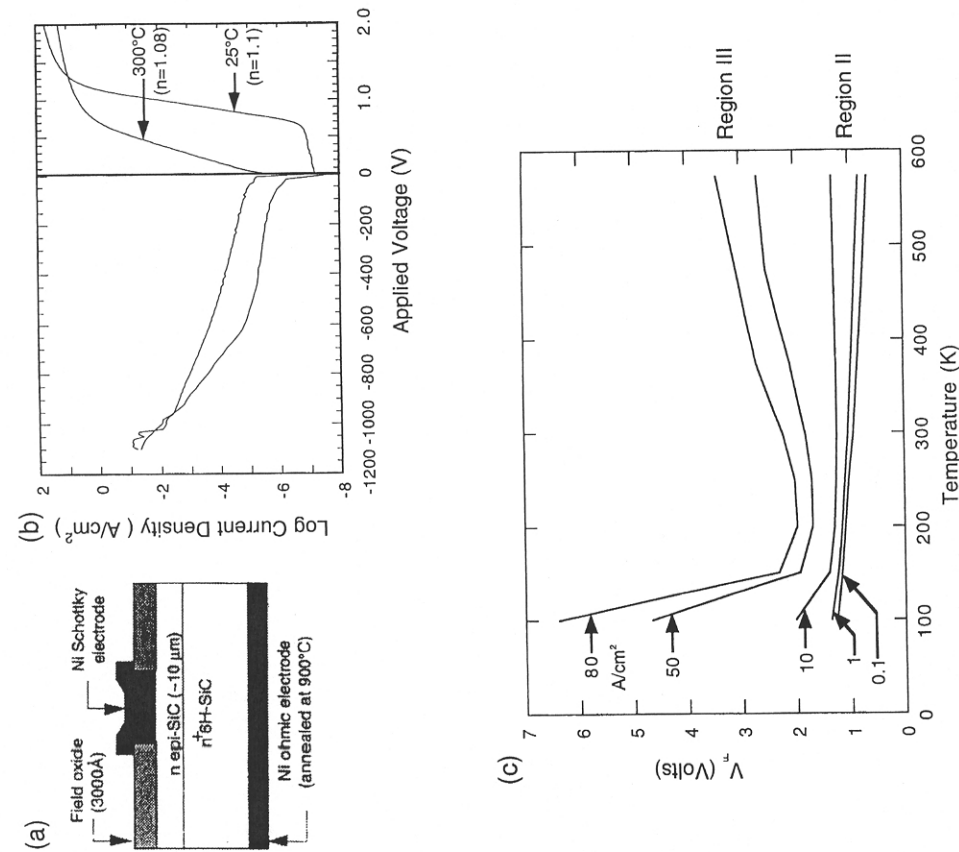 (a)
Field oxide
(3000Å)
Ni Schottky
electrode
n epi-SiC (~10 µm)
n+ 6H-SiC
Ni ohmic electrode
(annealed at 900°C)
(b)
Log Current Density ( A/cm2)
2
0
-2
-4
-6
-8
300°C
(n=1.08)
25°C
(n=1.1)
-1200 -1000 -800 -600 -400 -200 0 1.0 2.0
Applied Voltage (V)
(c)
VF (Volts)
7
6
5
4
3
2
1
0
80
A/cm2
50
10
1
0.1
Region III
Region II
0 100 200 300 400 500 600
Temperature (K)